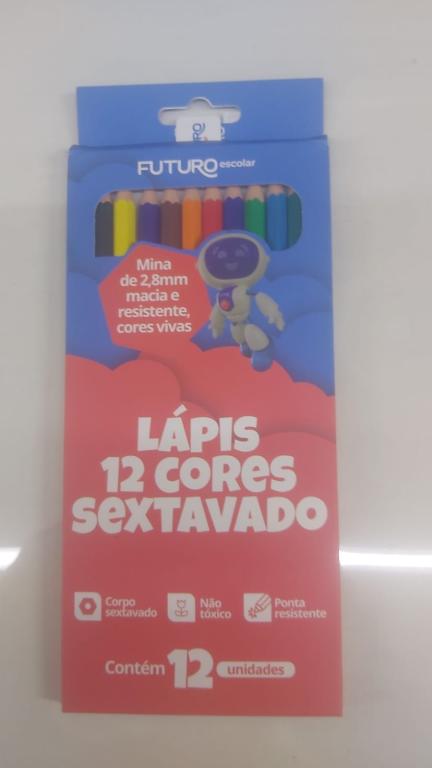 FUTURO escolar
Mina
de 2,8mm
macia e
resistente,
cores vivas
LÁPIS
12 CORES
SEXTAVADO
Corpo
sextavado
Não
tóxico
Ponta
resistente
Contém 12 unidades